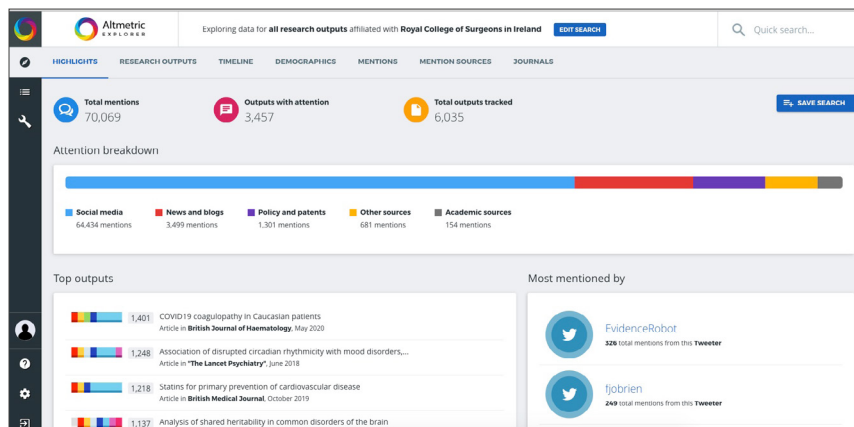 Altmetric
EXPLORER
Exploring data for all research outputs affiliated with Royal College of Surgeons in Ireland
EDIT SEARCH
Quick search...
HIGHLIGHTS
RESEARCH OUTPUTS
TIMELINE
DEMOGRAPHICS
MENTIONS
MENTION SOURCES
JOURNALS
Total mentions
70,069
Outputs with attention
3,457
Total outputs tracked
6,035
SAVE SEARCH
Attention breakdown
Social media
64,434 mentions
News and blogs
3,499 mentions
Policy and patents
1,301 mentions
Other sources
681 mentions
Academic sources
154 mentions
Top outputs
1,401 COVID19 coagulopathy in Caucasian patients
Article in British Journal of Haematology, May 2020
1,248 Association of disrupted circadian rhythmicity with mood disorders,...
Article in "The Lancet Psychiatry", June 2018
1,218 Statins for primary prevention of cardiovascular disease
Article in British Medical Journal, October 2019
1,137 Analysis of shared heritability in common disorders of the brain
Most mentioned by
EvidenceRobot
326 total mentions from this Tweeter
fjobrien
249 total mentions from this Tweeter